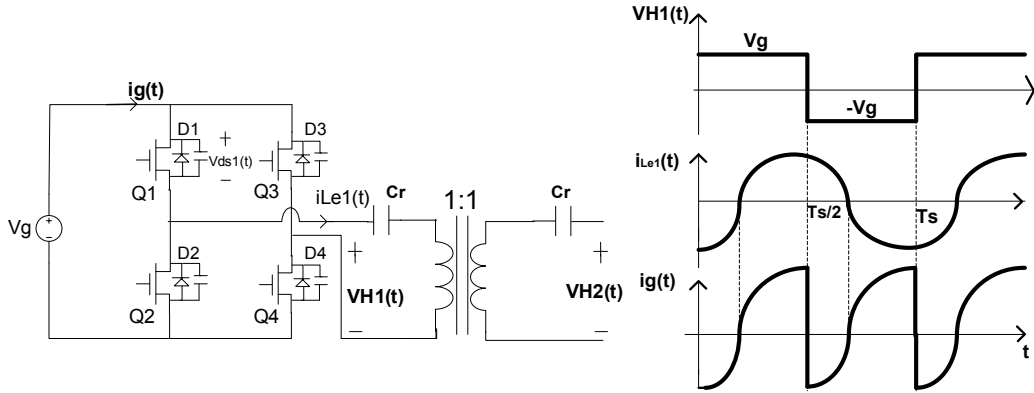 ig(t)
D1
D3
+
Vds1(t)
−
Q1
Q3
iLe1(t)
Cr
1:1
Cr
Vg
D2
D4
+
VH1(t)
−
+
VH2(t)
−
Q2
Q4
VH1(t)
Vg
-Vg
iLe1(t)
Ts/2
Ts
ig(t)
t